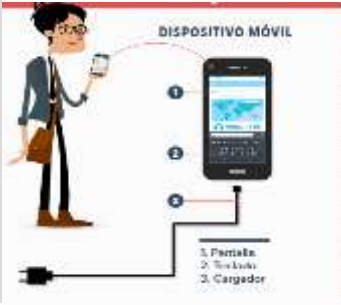 DISPOSITIVO MÓVIL
1
2
3
1. Pantalla
2. Teclado
3. Cargador